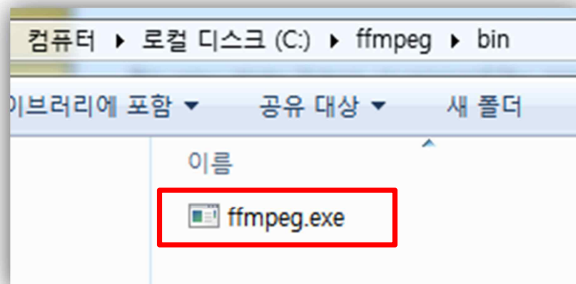 컴퓨터 ▸ 로컬 디스크 (C:) ▸ ffmpeg ▸ bin
이브러리에 포함 ▼ 공유 대상 ▼ 새 폴더
이름
ffmpeg.exe